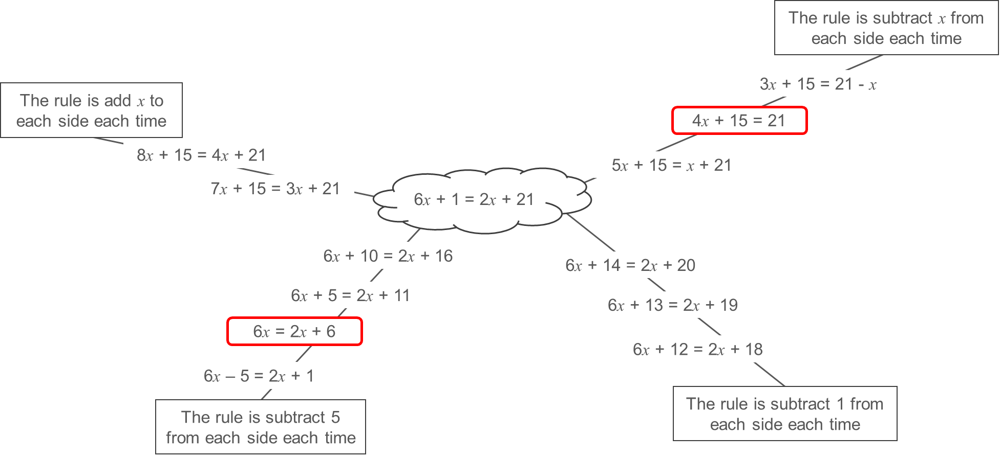 The rule is subtract x from
each side each time
3x + 15 = 21 - x
4x + 15 = 21
5x + 15 = x + 21
The rule is add x to
each side each time
8x + 15 = 4x + 21
7x + 15 = 3x + 21
6x + 1 = 2x + 21
6x + 10 = 2x + 16
6x + 5 = 2x + 11
6x = 2x + 6
6x – 5 = 2x + 1
The rule is subtract 5
from each side each time
6x + 14 = 2x + 20
6x + 13 = 2x + 19
6x + 12 = 2x + 18
The rule is subtract 1 from
each side each time